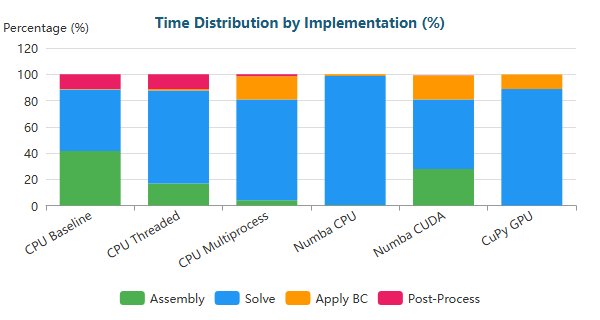 Time Distribution by Implementation (%)
Percentage (%)
120
100
80
60
40
20
0
CPU Baseline
CPU Threaded
CPU Multiprocess
Numba CPU
Numba CUDA
CuPy GPU
Assembly Solve Apply BC Post-Process